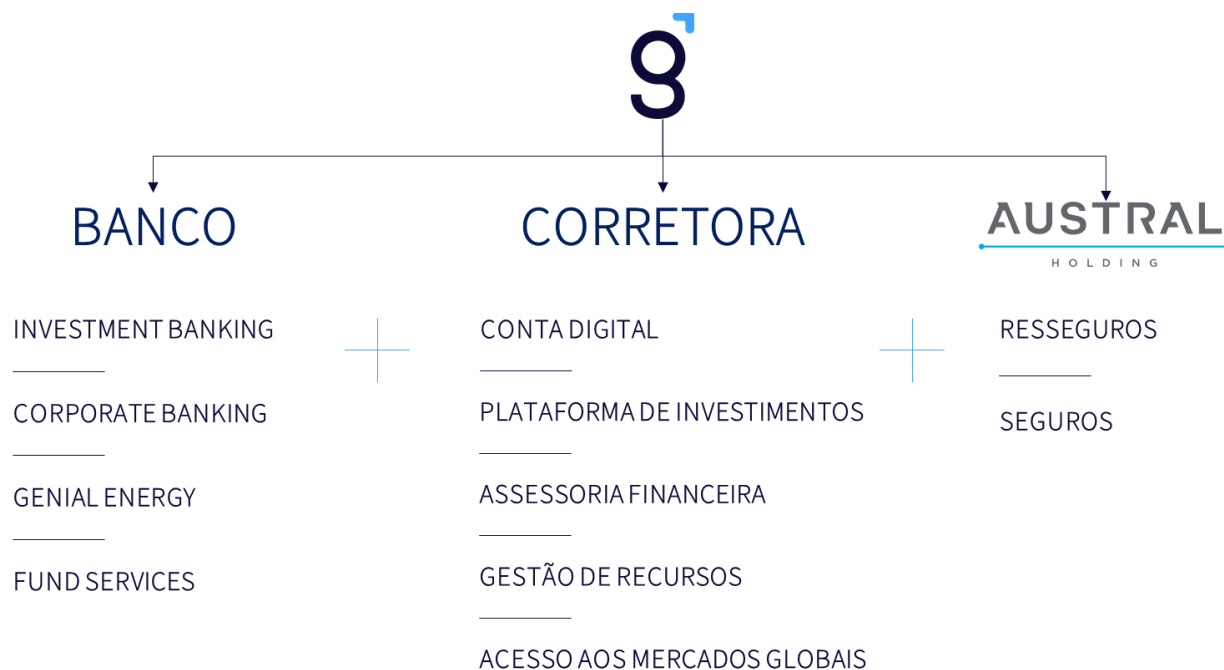 g
BANCO
INVESTMENT BANKING
CORPORATE BANKING
GENIAL ENERGY
FUND SERVICES
CORRETORA
CONTA DIGITAL
PLATAFORMA DE INVESTIMENTOS
ASSESSORIA FINANCEIRA
GESTÃO DE RECURSOS
ACESSO AOS MERCADOS GLOBAIS
AUSTRAL
HOLDING
RESSEGUROS
SEGUROS